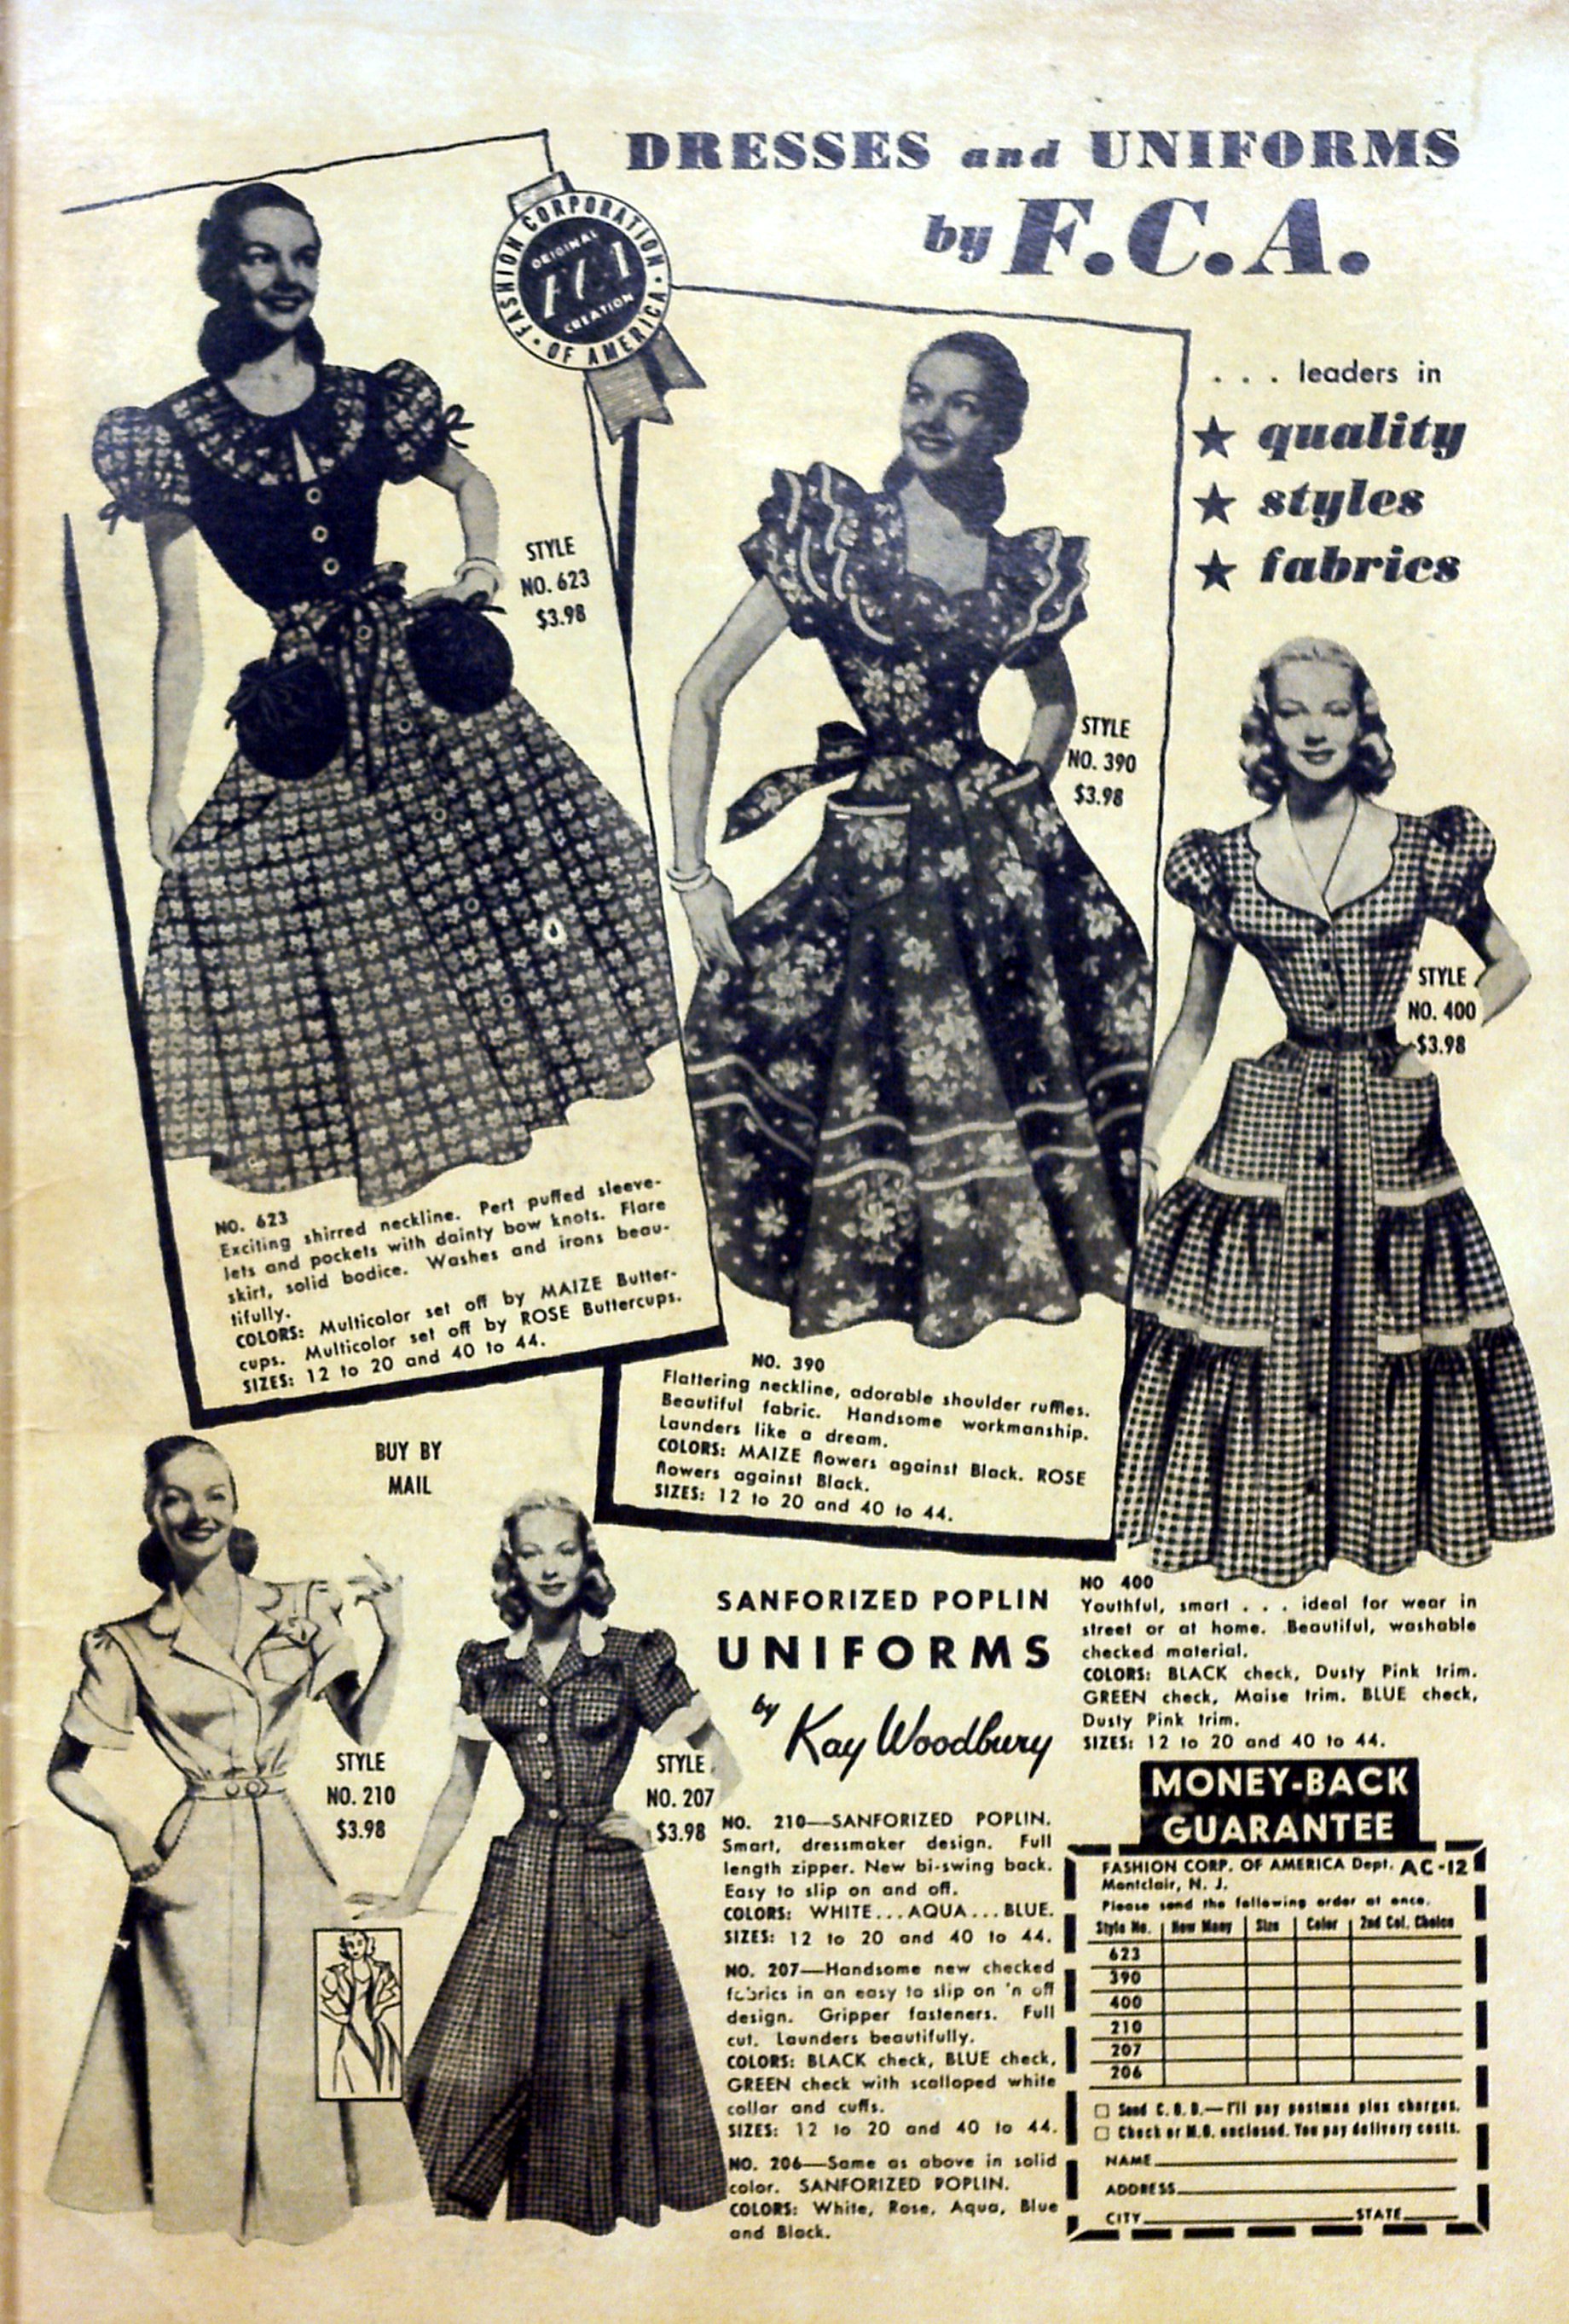 DRESSES and UNIFORMS
by F.C.A.
FASHION CORPORATION OF AMERICA
ORIGINAL
FCA
CREATION
. . . leaders in
★ quality
★ styles
★ fabrics
STYLE
NO. 623
$3.98
STYLE
NO. 390
$3.98
STYLE
NO. 400
$3.98
NO. 623
Exciting shirred neckline. Pert puffed sleeve-
lets and pockets with dainty bow knots. Flare
skirt, solid bodice. Washes and irons beau-
tifully.
COLORS: Multicolor set off by MAIZE Butter-
cups. Multicolor set off by ROSE Buttercups.
SIZES: 12 to 20 and 40 to 44.
NO. 390
Flattering neckline, adorable shoulder ruffles.
Beautiful fabric. Handsome workmanship.
Launders like a dream.
COLORS: MAIZE flowers against Black. ROSE
flowers against Black.
SIZES: 12 to 20 and 40 to 44.
BUY BY
MAIL
STYLE
NO. 210
$3.98
STYLE
NO. 207
$3.98
SANFORIZED POPLIN
UNIFORMS
by Kay Woodbury
NO. 210—SANFORIZED POPLIN.
Smart, dressmaker design. Full
length zipper. New bi-swing back.
Easy to slip on and off.
COLORS: WHITE...AQUA...BLUE.
SIZES: 12 to 20 and 40 to 44.
NO. 207—Handsome new checked
fabrics in an easy to slip on 'n off
design. Gripper fasteners. Full
cut. Launders beautifully.
COLORS: BLACK check, BLUE check,
GREEN check with scalloped white
collar and cuffs.
SIZES: 12 to 20 and 40 to 44.
NO. 206—Same as above in solid
color. SANFORIZED POPLIN.
COLORS: White, Rose, Aqua, Blue
and Black.
NO 400
Youthful, smart . . . ideal for wear in
street or at home. Beautiful, washable
checked material.
COLORS: BLACK check, Dusty Pink trim.
GREEN check, Maise trim. BLUE check,
Dusty Pink trim.
SIZES: 12 to 20 and 40 to 44.
MONEY-BACK
GUARANTEE
FASHION CORP. OF AMERICA Dept. AC-12
Montclair, N. J.
Please send the following order at once.
Style No. How Many Size Color 2nd Col. Choice
623
390
400
210
207
206
☐ Send C. O. D.—I'll pay postman plus charges.
☐ Check or M.O. enclosed. You pay delivery costs.
NAME
ADDRESS
CITY STATE